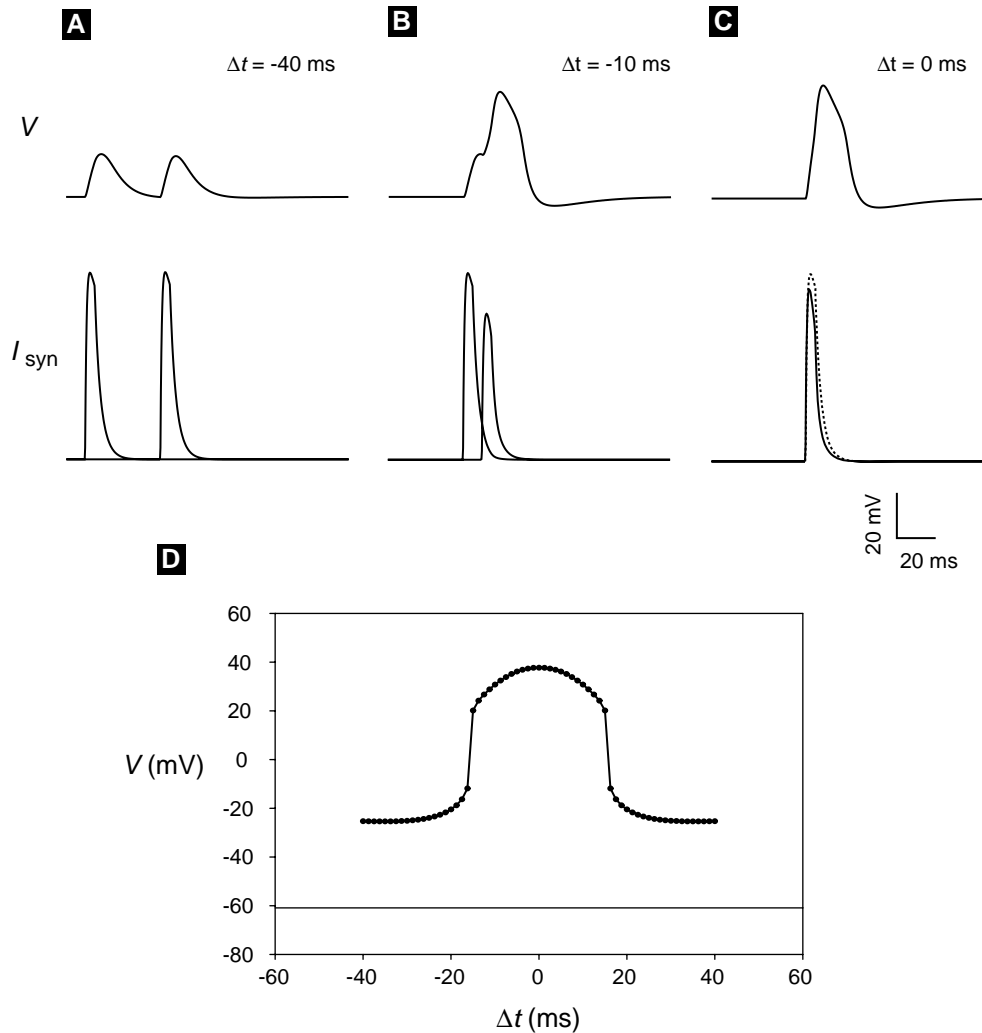 A
B
C
Δt = -40 ms
Δt = -10 ms
Δt = 0 ms
V
I syn
20 mV
20 ms
D
60
40
20
0
-20
-40
-60
-80
V (mV)
-60
-40
-20
0
20
40
60
Δt (ms)